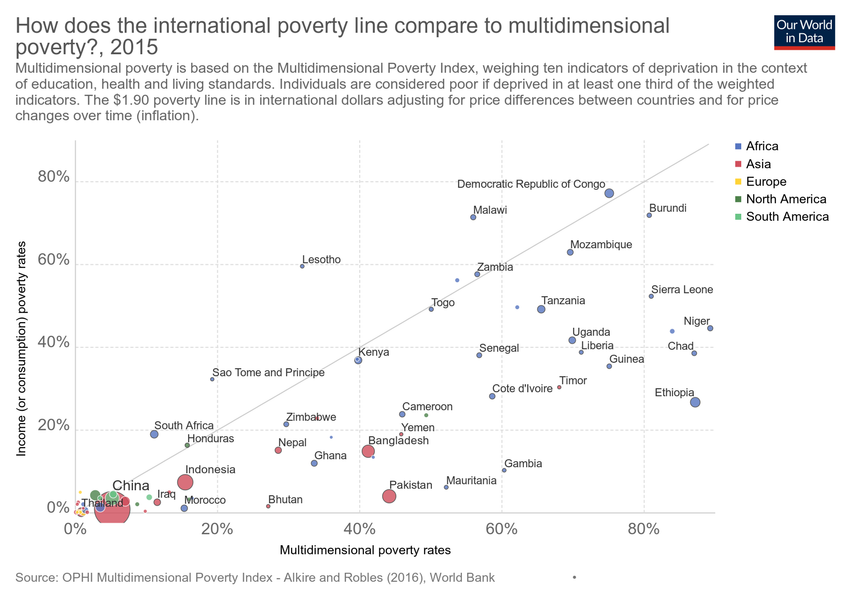 How does the international poverty line compare to multidimensional
poverty?, 2015
Our World
in Data
Multidimensional poverty is based on the Multidimensional Poverty Index, weighing ten indicators of deprivation in the context
of education, health and living standards. Individuals are considered poor if deprived in at least one third of the weighted
indicators. The $1.90 poverty line is in international dollars adjusting for price differences between countries and for price
changes over time (inflation).
Africa
Asia
Europe
North America
South America
80%
60%
40%
20%
0%
Income (or consumption) poverty rates
Democratic Republic of Congo
Malawi
Burundi
Mozambique
Lesotho
Zambia
Sierra Leone
Togo
Tanzania
Niger
Uganda
Kenya
Senegal
Liberia
Chad
Guinea
Sao Tome and Principe
Timor
Cote d'Ivoire
Ethiopia
Cameroon
Zimbabwe
South Africa
Yemen
Honduras
Nepal
Bangladesh
Ghana
Indonesia
Gambia
China
Pakistan
Mauritania
Iraq
Thailand
Morocco
Bhutan
0%
20%
40%
60%
80%
Multidimensional poverty rates
Source: OPHI Multidimensional Poverty Index - Alkire and Robles (2016), World Bank